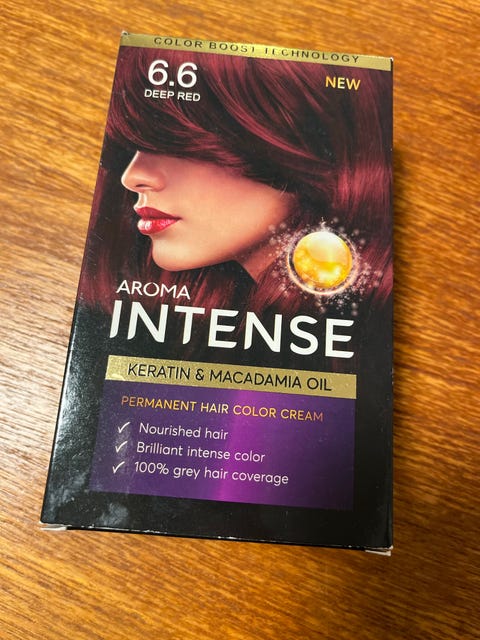 COLOR BOOST TECHNOLOGY
6.6
DEEP RED
NEW
AROMA
INTENSE
KERATIN & MACADAMIA OIL
PERMANENT HAIR COLOR CREAM
✓ Nourished hair
✓ Brilliant intense color
✓ 100% grey hair coverage